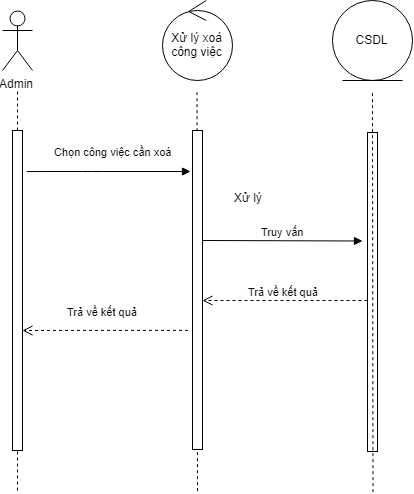 Xử lý xoá
công việc
CSDL
Admin
Chọn công việc cần xoá
Xử lý
Truy vấn
Trả về kết quả
Trả về kết quả